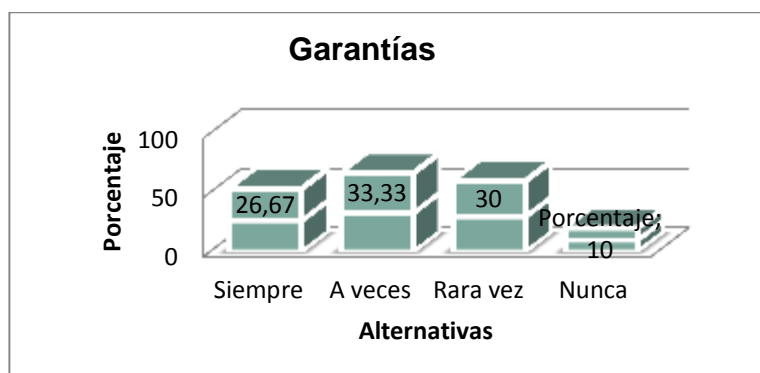 Garantías
Porcentaje
100
50
0
26,67
33,33
30
Porcentaje;
10
Siempre
A veces
Rara vez
Nunca
Alternativas